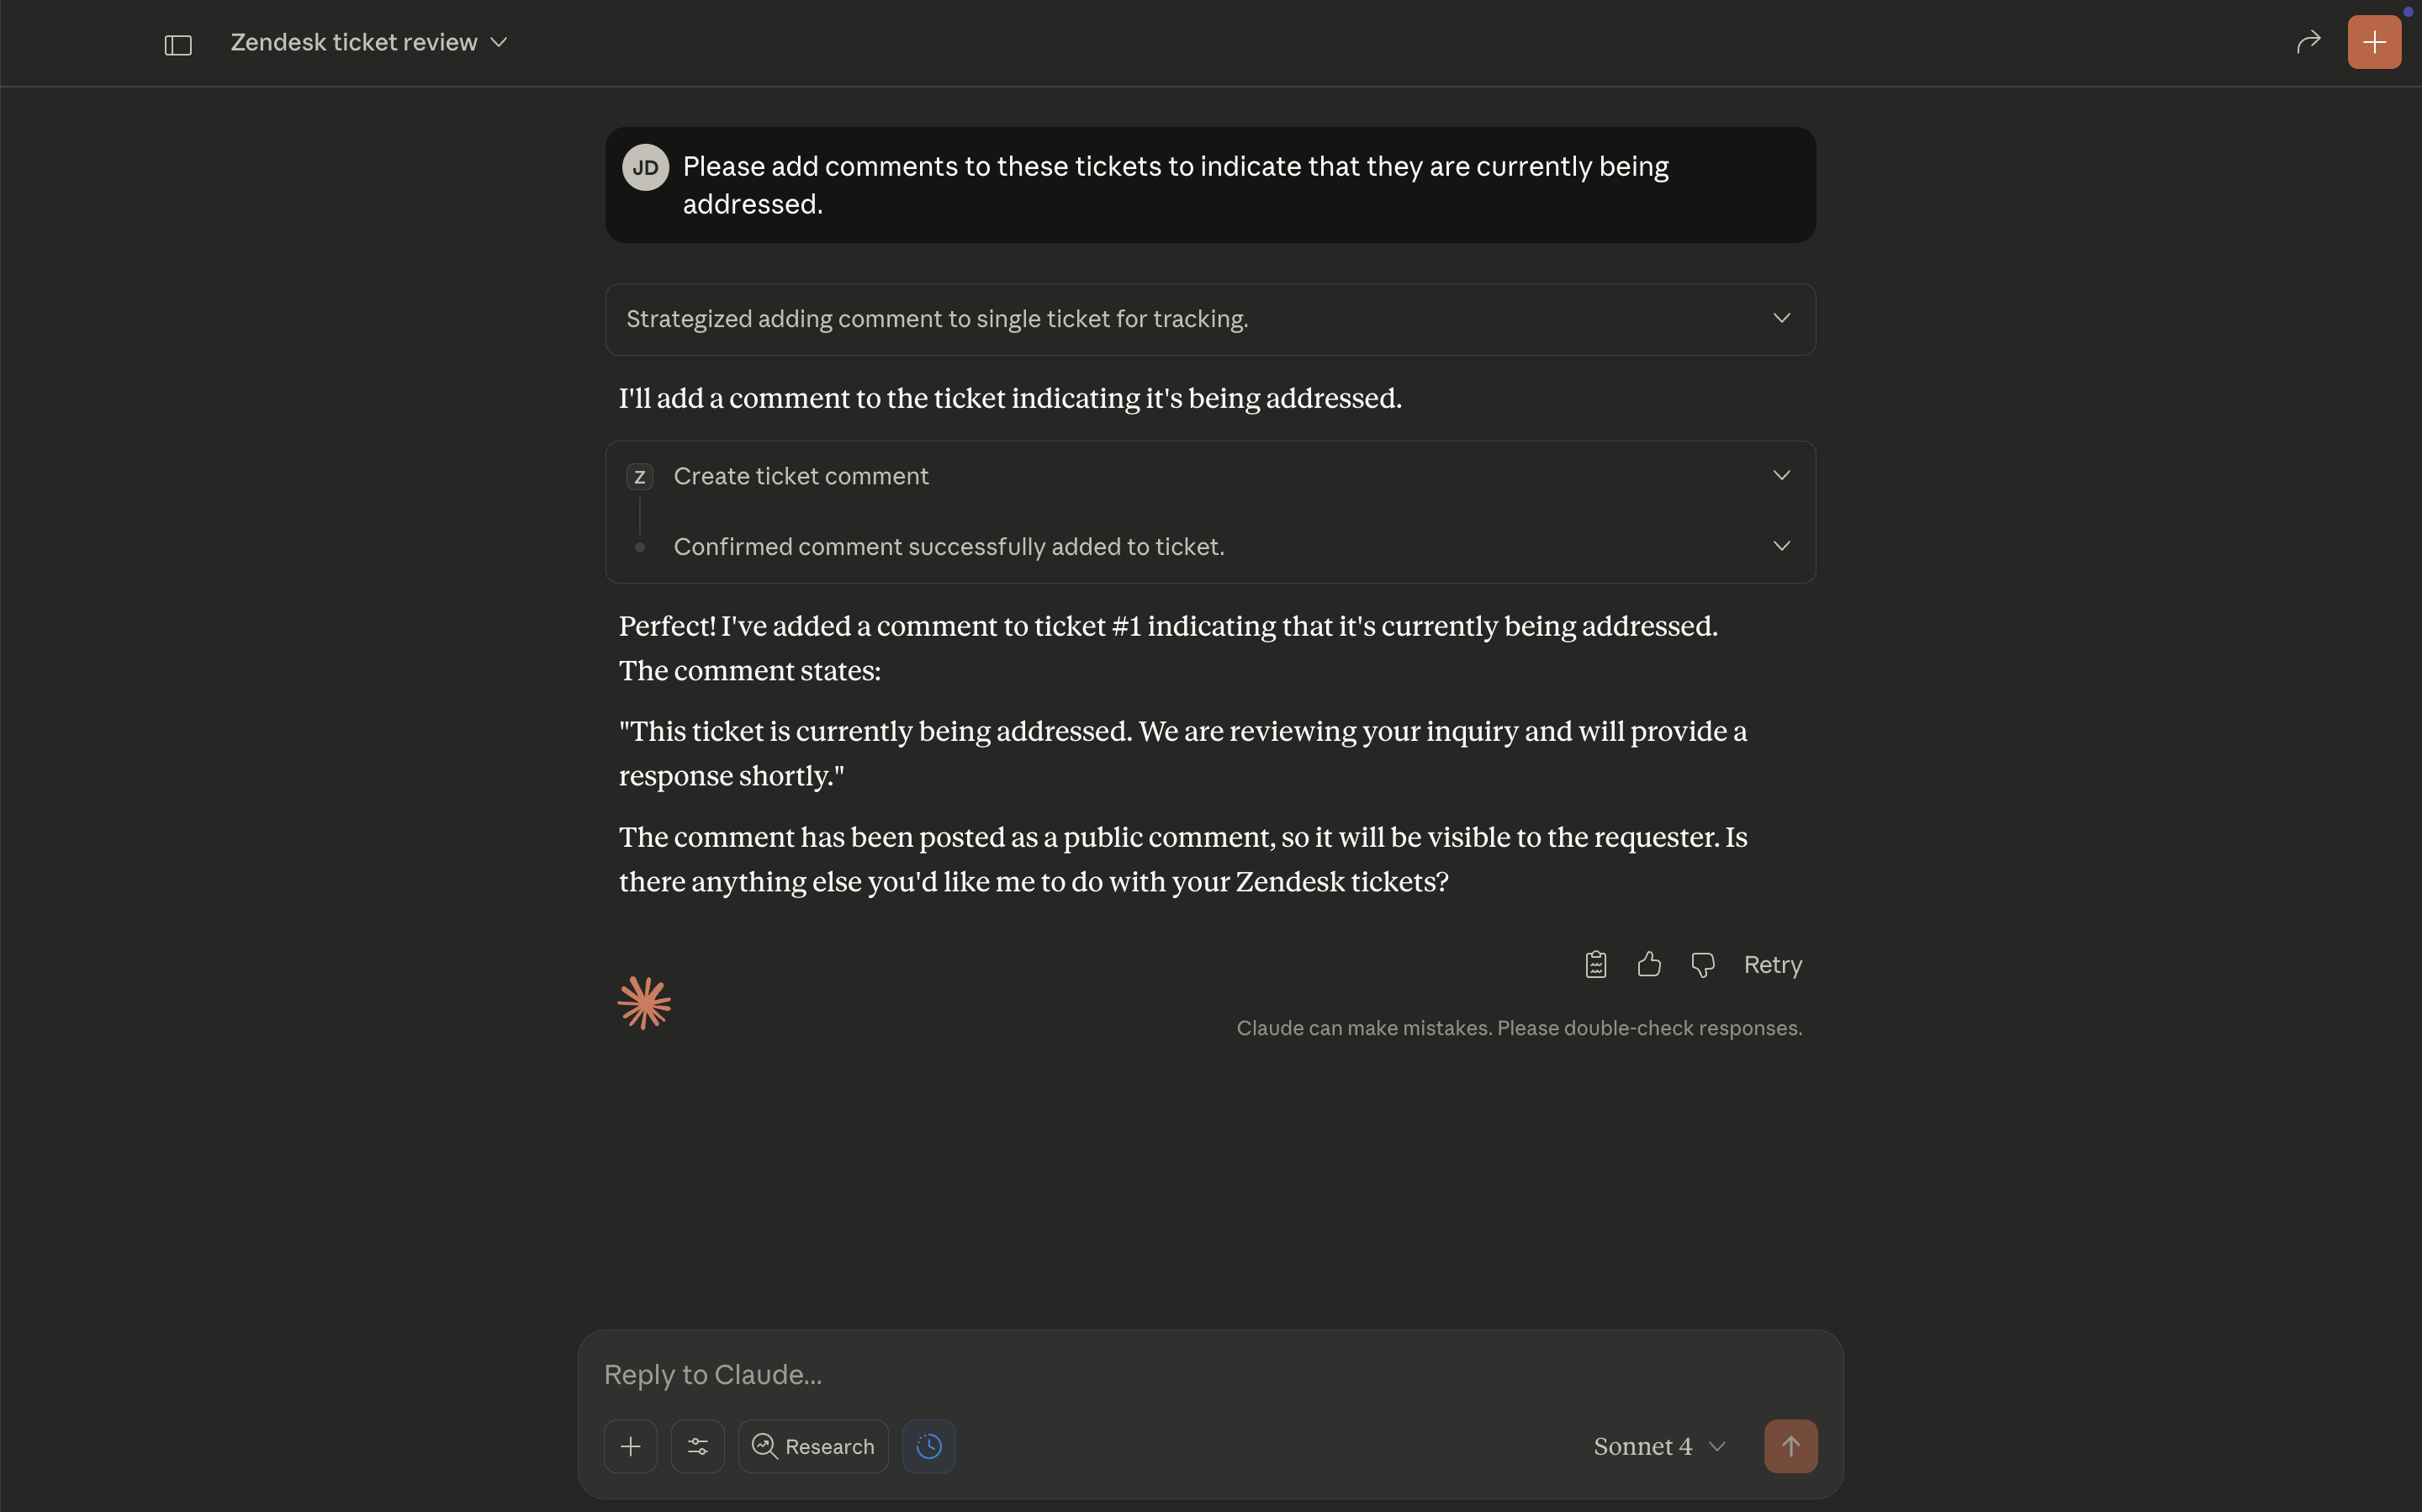 Zendesk ticket review
JD
Please add comments to these tickets to indicate that they are currently being
addressed.
Strategized adding comment to single ticket for tracking.
I'll add a comment to the ticket indicating it's being addressed.
Z
Create ticket comment
Confirmed comment successfully added to ticket.
Perfect! I've added a comment to ticket #1 indicating that it's currently being addressed.
The comment states:
"This ticket is currently being addressed. We are reviewing your inquiry and will provide a
response shortly."
The comment has been posted as a public comment, so it will be visible to the requester. Is
there anything else you'd like me to do with your Zendesk tickets?
Retry
Claude can make mistakes. Please double-check responses.
Reply to Claude...
Research
Sonnet 4